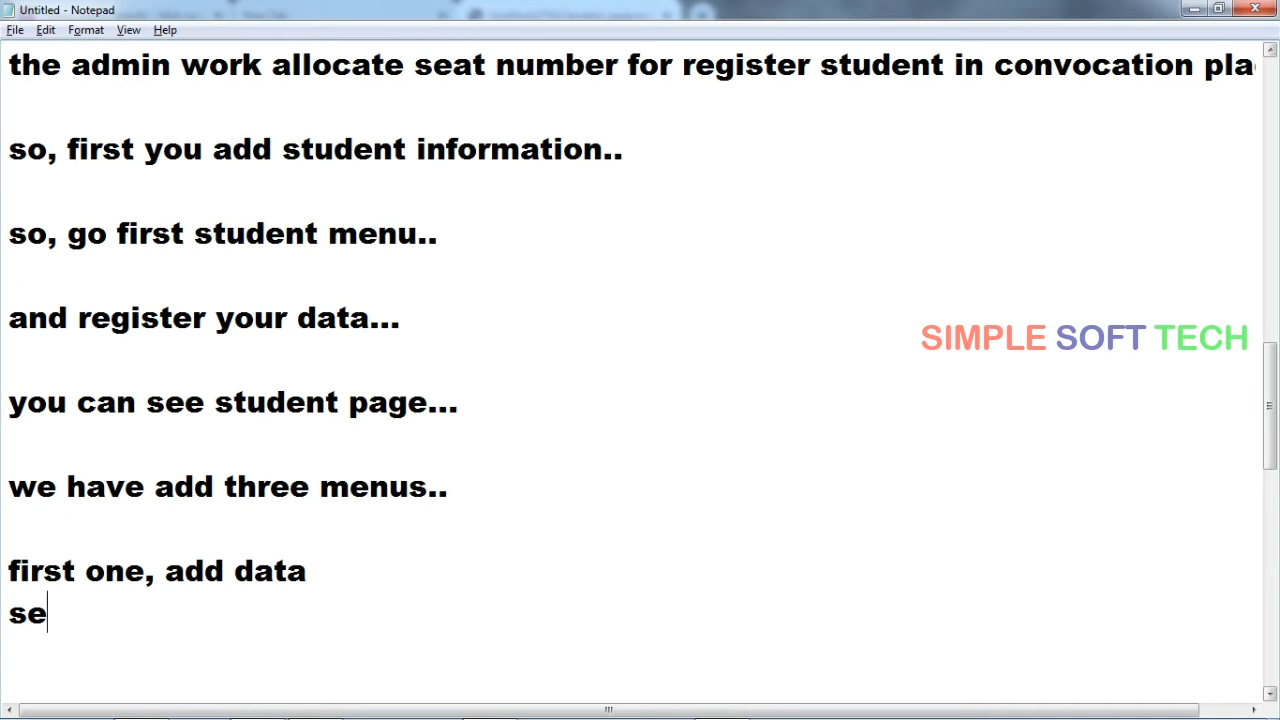 Untitled - Notepad
File Edit Format View Help
the admin work allocate seat number for register student in convocation
so, first you add student information..
so, go first student menu..
and register your data...
SIMPLE SOFT TECH
you can see student page...
we have add three menus..
first one, add data
se